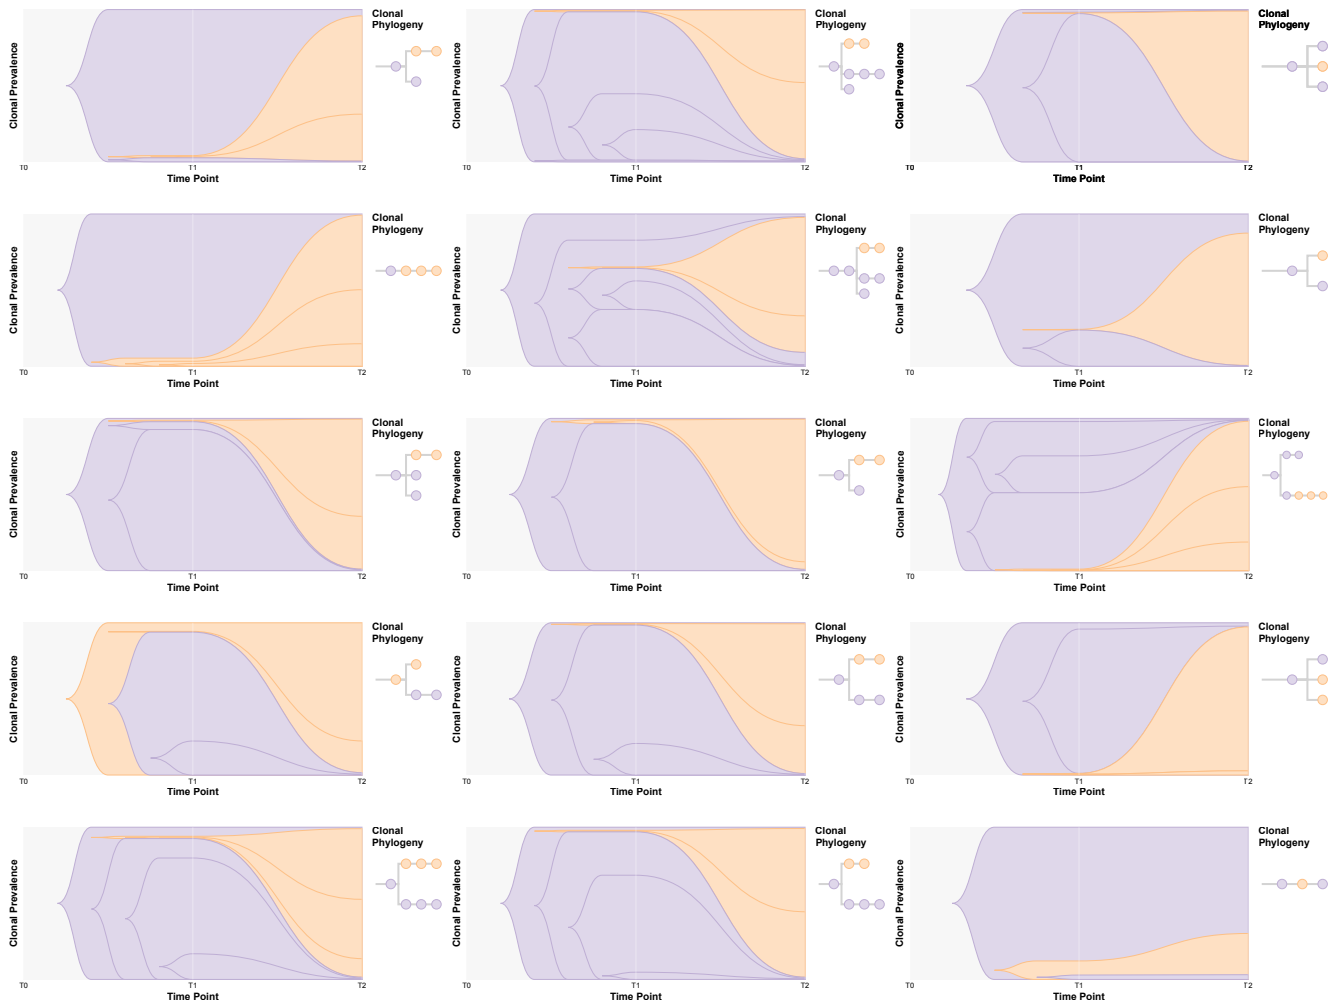 Clonal
Phylogeny
Clonal Prevalence
T0
T1
T2
Time Point
Clonal
Phylogeny
Clonal Prevalence
T0
T1
T2
Time Point
Clonal
Phylogeny
Clonal Prevalence
T0
T1
T2
Time Point
Clonal
Phylogeny
Clonal Prevalence
T0
T1
T2
Time Point
Clonal
Phylogeny
Clonal Prevalence
T0
T1
T2
Time Point
Clonal
Phylogeny
Clonal Prevalence
T0
T1
T2
Time Point
Clonal
Phylogeny
Clonal Prevalence
T0
T1
T2
Time Point
Clonal
Phylogeny
Clonal Prevalence
T0
T1
T2
Time Point
Clonal
Phylogeny
Clonal Prevalence
T0
T1
T2
Time Point
Clonal
Phylogeny
Clonal Prevalence
T0
T1
T2
Time Point
Clonal
Phylogeny
Clonal Prevalence
T0
T1
T2
Time Point
Clonal
Phylogeny
Clonal Prevalence
T0
T1
T2
Time Point
Clonal
Phylogeny
Clonal Prevalence
T0
T1
T2
Time Point
Clonal
Phylogeny
Clonal Prevalence
T0
T1
T2
Time Point
Clonal
Phylogeny
Clonal Prevalence
T0
T1
T2
Time Point